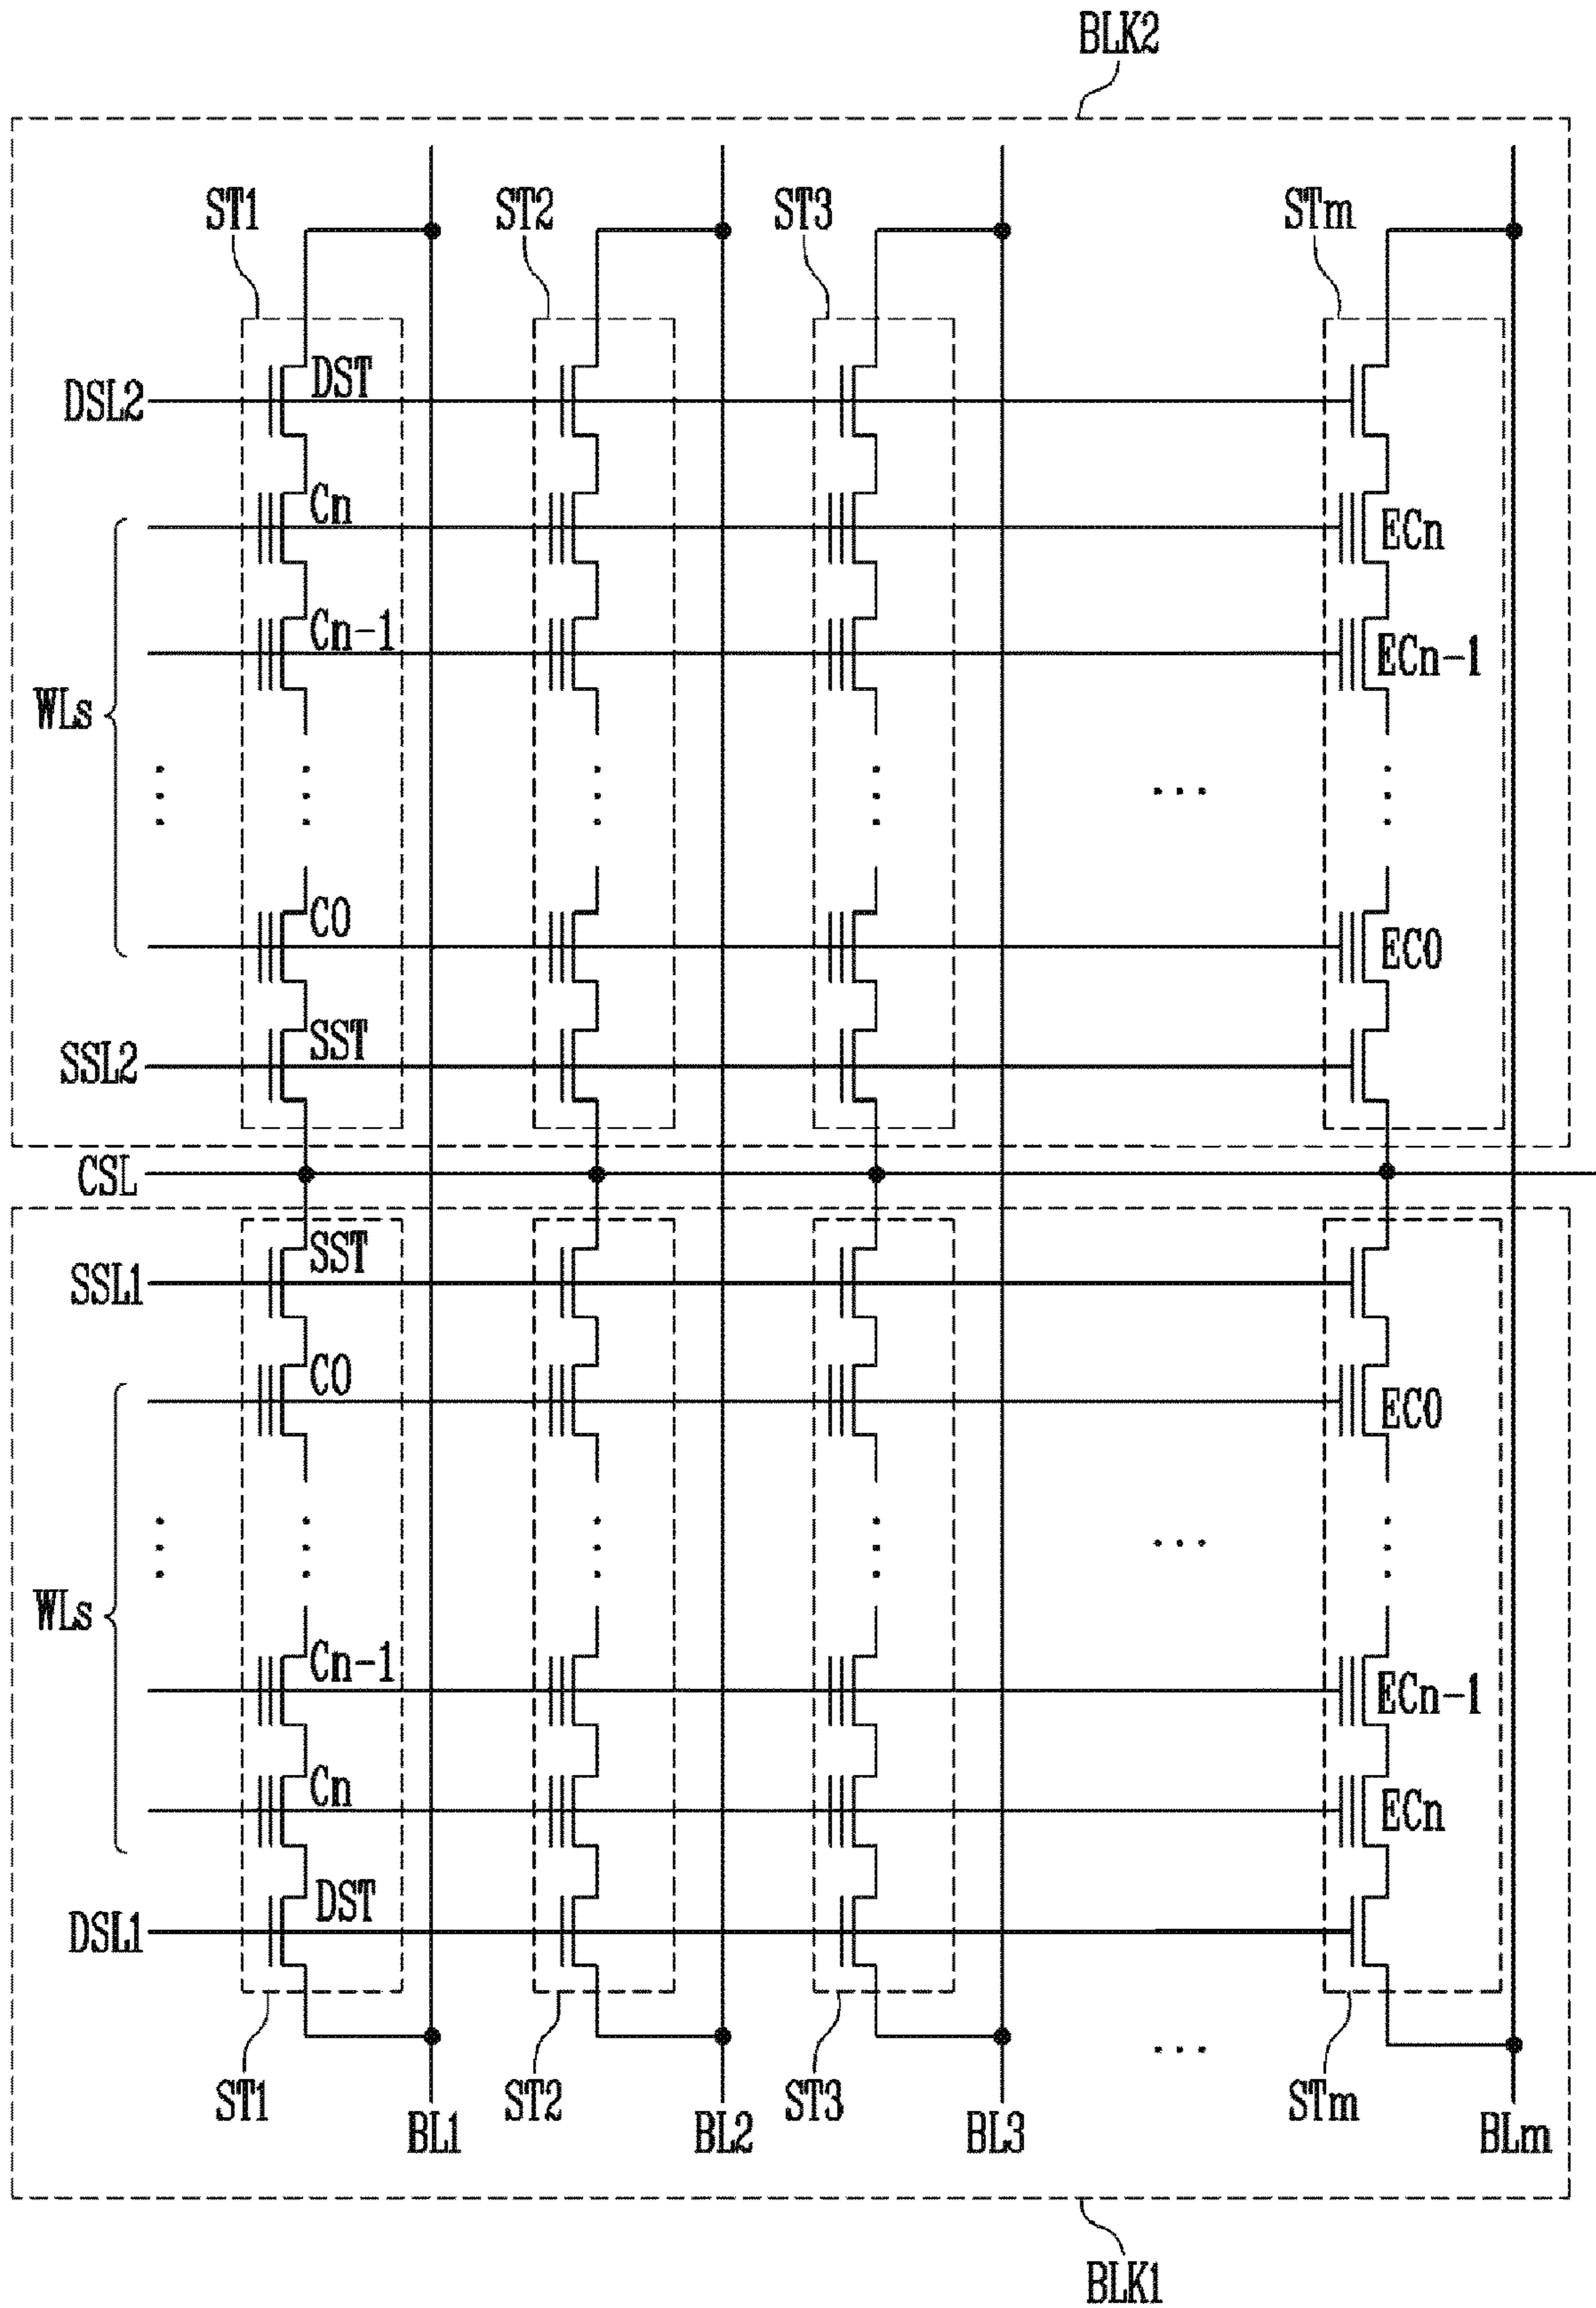 BLK2
ST1 ST2 ST3 STm
DSL2 DST
Cn ECn
Cn-1 ECn-1
WLs
C0 EC0
SSL2 SST
CSL
SSL1 SST
C0 EC0
WLs
Cn-1 ECn-1
Cn ECn
DSL1 DST
ST1 ST2 ST3 STm
BL1 BL2 BL3 BLm
BLK1